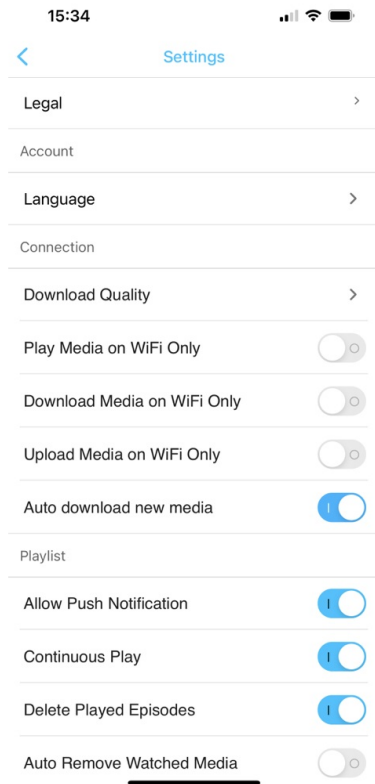 15:34
Settings
Legal
Account
Language
Connection
Download Quality
Play Media on WiFi Only
Download Media on WiFi Only
Upload Media on WiFi Only
Auto download new media
Playlist
Allow Push Notification
Continuous Play
Delete Played Episodes
Auto Remove Watched Media